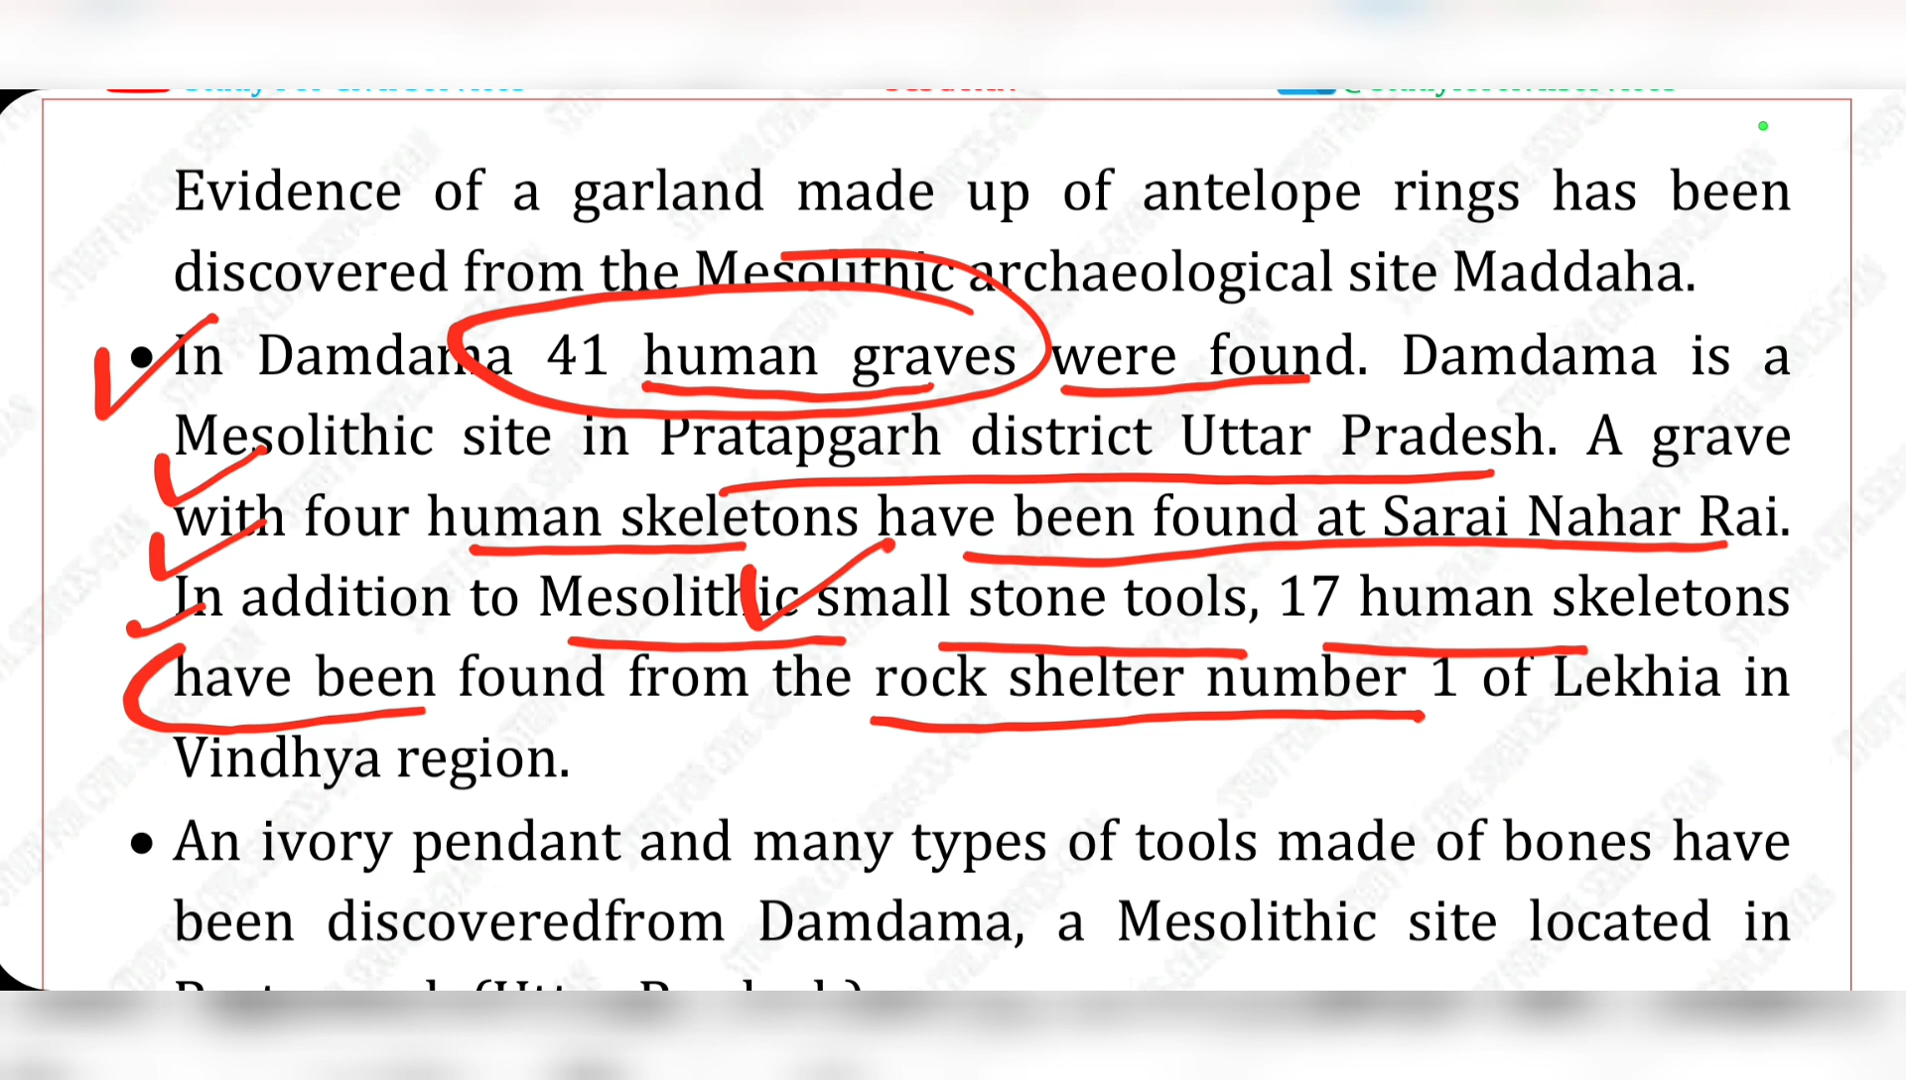 Evidence of a garland made up of antelope rings has been
discovered from the Mesolithic archaeological site Maddaha.
• In Damdama 41 human graves were found. Damdama is a
Mesolithic site in Pratapgarh district Uttar Pradesh. A grave
with four human skeletons have been found at Sarai Nahar Rai.
In addition to Mesolithic small stone tools, 17 human skeletons
have been found from the rock shelter number 1 of Lekhia in
Vindhya region.
• An ivory pendant and many types of tools made of bones have
been discoveredfrom Damdama, a Mesolithic site located in